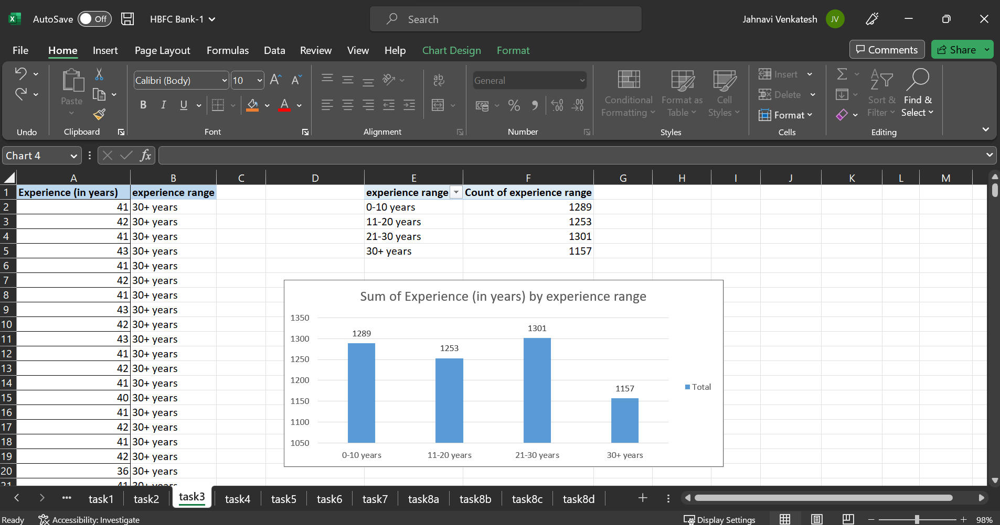 AutoSave Off HBFC Bank-1 Search Jahnavi Venkatesh JV
File Home Insert Page Layout Formulas Data Review View Help Chart Design Format Comments Share
Calibri (Body) 10 ab General Insert
Paste B I U A % Conditional Formatting Format as Table Cell Styles Delete Sort & Filter Find & Select
Format
Undo Clipboard Font Alignment Number Styles Cells Editing
Chart 4 fx
A B C D E F G H I J K L M
1 Experience (in years) experience range experience range Count of experience range
2 41 30+ years 0-10 years 1289
3 42 30+ years 11-20 years 1253
4 41 30+ years 21-30 years 1301
5 43 30+ years 30+ years 1157
6 41 30+ years
7 42 30+ years
8 41 30+ years
9 43 30+ years
10 42 30+ years
11 43 30+ years
12 41 30+ years
13 42 30+ years
14 41 30+ years
15 40 30+ years
16 41 30+ years
17 42 30+ years
18 41 30+ years
19 42 30+ years
20 36 30+ years
21 41 30+ years
Sum of Experience (in years) by experience range
1350
1300
1250
1200
1150
1100
1050
1289
1253
1301
1157
Total
0-10 years 11-20 years 21-30 years 30+ years
task1 task2 task3 task4 task5 task6 task7 task8a task8b task8c task8d
Ready Accessibility: Investigate Display Settings 98%